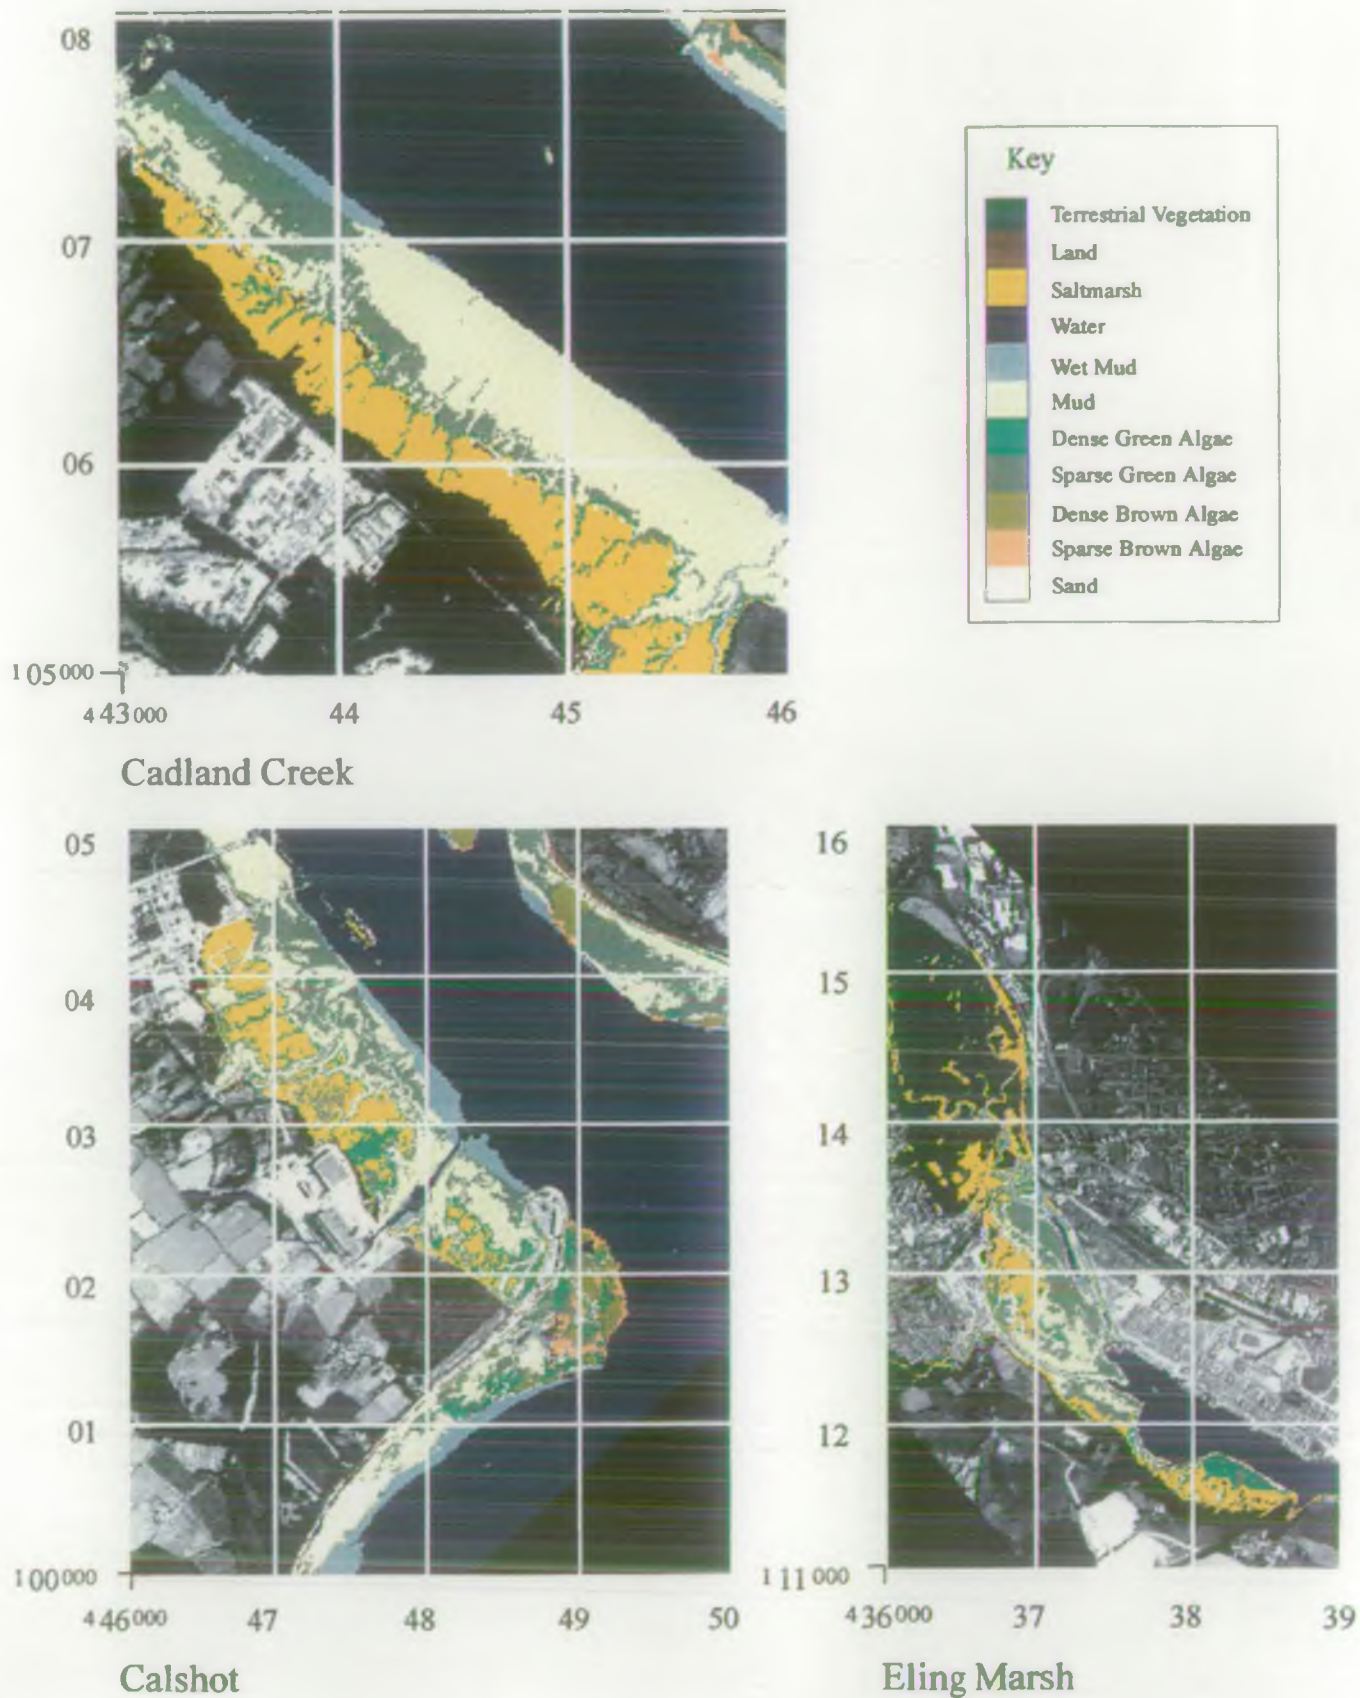 08
07
06
105000
443000 44 45 46
Cadland Creek
Key
Terrestrial Vegetation
Land
Saltmarsh
Water
Wet Mud
Mud
Dense Green Algae
Sparse Green Algae
Dense Brown Algae
Sparse Brown Algae
Sand
05
04
03
02
01
100000
446000 47 48 49 50
Calshot
16
15
14
13
12
111000
436000 37 38 39
Eling Marsh